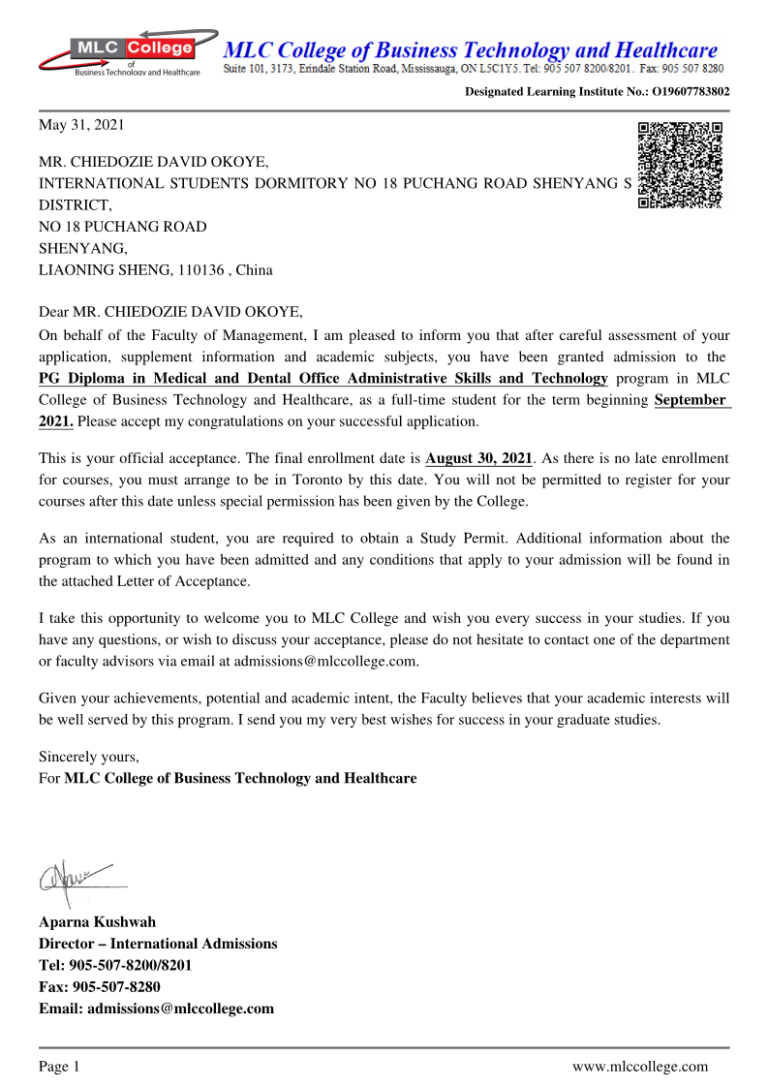 MLC College
of
Business Technology and Healthcare
MLC College of Business Technology and Healthcare
Suite 101, 3173, Erindale Station Road, Mississauga, ON L5C1Y5. Tel: 905 507 8200/8201. Fax: 905 507 8280
Designated Learning Institute No.: O19607783802
May 31, 2021
MR. CHIEDOZIE DAVID OKOYE,
INTERNATIONAL STUDENTS DORMITORY NO 18 PUCHANG ROAD SHENYANG S
DISTRICT,
NO 18 PUCHANG ROAD
SHENYANG,
LIAONING SHENG, 110136 , China
Dear MR. CHIEDOZIE DAVID OKOYE,
On behalf of the Faculty of Management, I am pleased to inform you that after careful assessment of your
application, supplement information and academic subjects, you have been granted admission to the
PG Diploma in Medical and Dental Office Administrative Skills and Technology program in MLC
College of Business Technology and Healthcare, as a full-time student for the term beginning September
2021. Please accept my congratulations on your successful application.
This is your official acceptance. The final enrollment date is August 30, 2021. As there is no late enrollment
for courses, you must arrange to be in Toronto by this date. You will not be permitted to register for your
courses after this date unless special permission has been given by the College.
As an international student, you are required to obtain a Study Permit. Additional information about the
program to which you have been admitted and any conditions that apply to your admission will be found in
the attached Letter of Acceptance.
I take this opportunity to welcome you to MLC College and wish you every success in your studies. If you
have any questions, or wish to discuss your acceptance, please do not hesitate to contact one of the department
or faculty advisors via email at admissions@mlccollege.com.
Given your achievements, potential and academic intent, the Faculty believes that your academic interests will
be well served by this program. I send you my very best wishes for success in your graduate studies.
Sincerely yours,
For MLC College of Business Technology and Healthcare
Aparna Kushwah
Director – International Admissions
Tel: 905-507-8200/8201
Fax: 905-507-8280
Email: admissions@mlccollege.com
Page 1
www.mlccollege.com